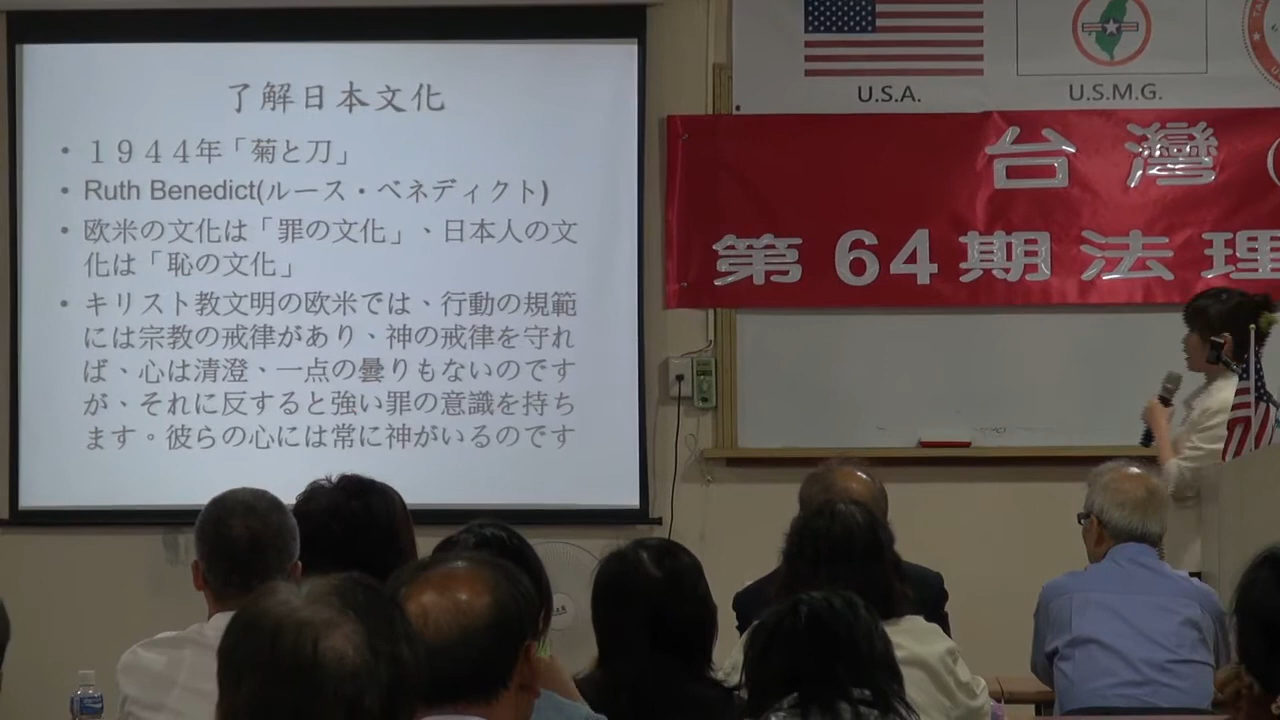 了解日本文化
• 1944年「菊と刀」
• Ruth Benedict(ルース・ベネディクト)
• 欧米の文化は「罪の文化」、日本人の文
化は「恥の文化」
• キリスト教文明の欧米では、行動の規範
には宗教の戒律があり、神の戒律を守れ
ば、心は清澄、一点の曇りもないのです
が、それに反すると強い罪の意識を持ち
ます。彼らの心には常に神がいるのです
U.S.A.
U.S.M.G.
台灣
第64期法理